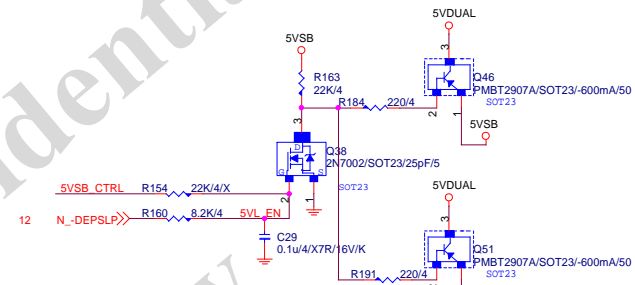 5VDUAL
5VSB
3
R163
22K/4
Q46
PMBT2907A/SOT23/-600mA/50
SOT23
R184
220/4
2
1
5VSB
3
D
Q38
2N7002/SOT23/25pF/5
G
S
SOT23
5VSB_CTRL
R154
22K/4/X
2
1
5VDUAL
12
N_-DEPSLP
R160
8.2K/4
5VL_EN
3
C29
0.1u/4/X7R/16V/K
Q51
PMBT2907A/SOT23/-600mA/50
SOT23
R191
220/4